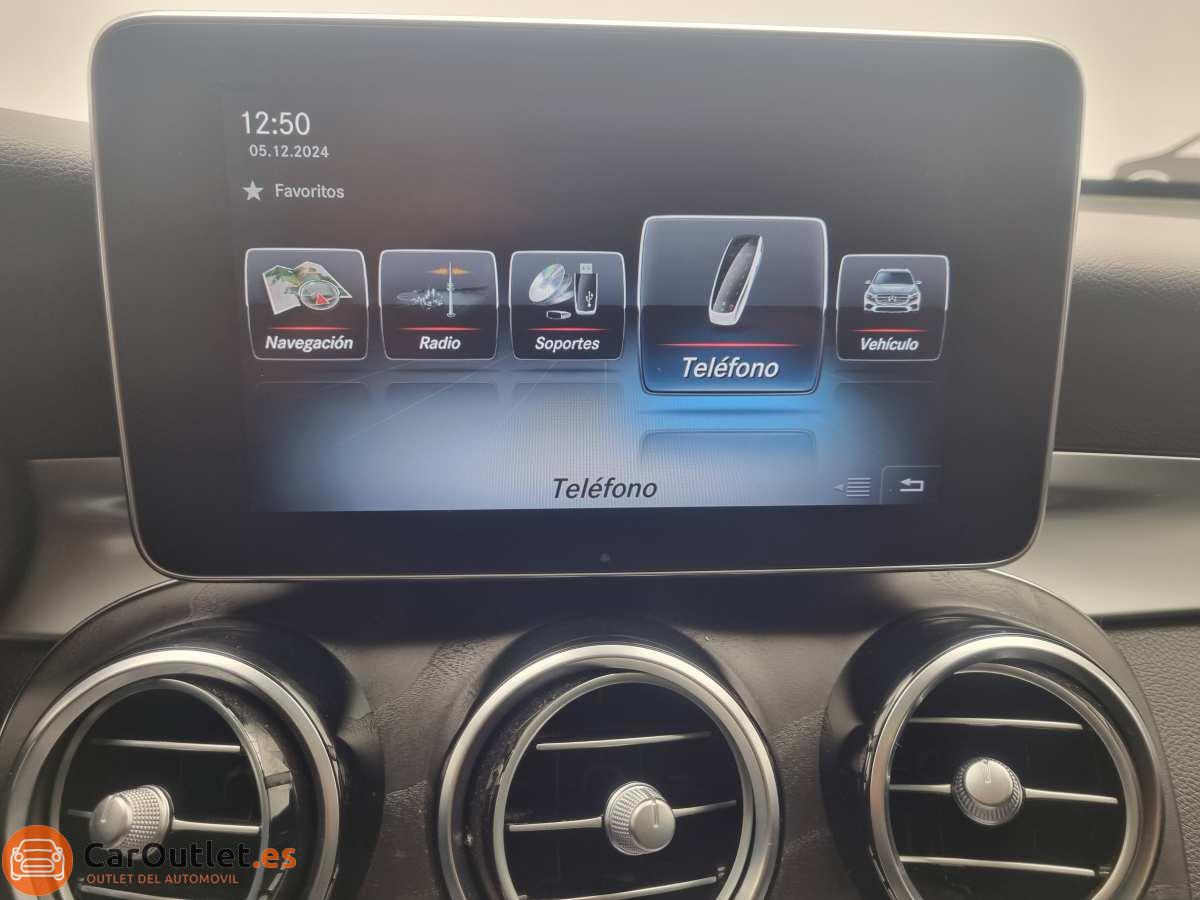 12:50
05.12.2024
Favoritos
Navegación
Radio
Soportes
Teléfono
Vehículo
Teléfono
CarOutlet.es
OUTLET DEL AUTOMOVIL